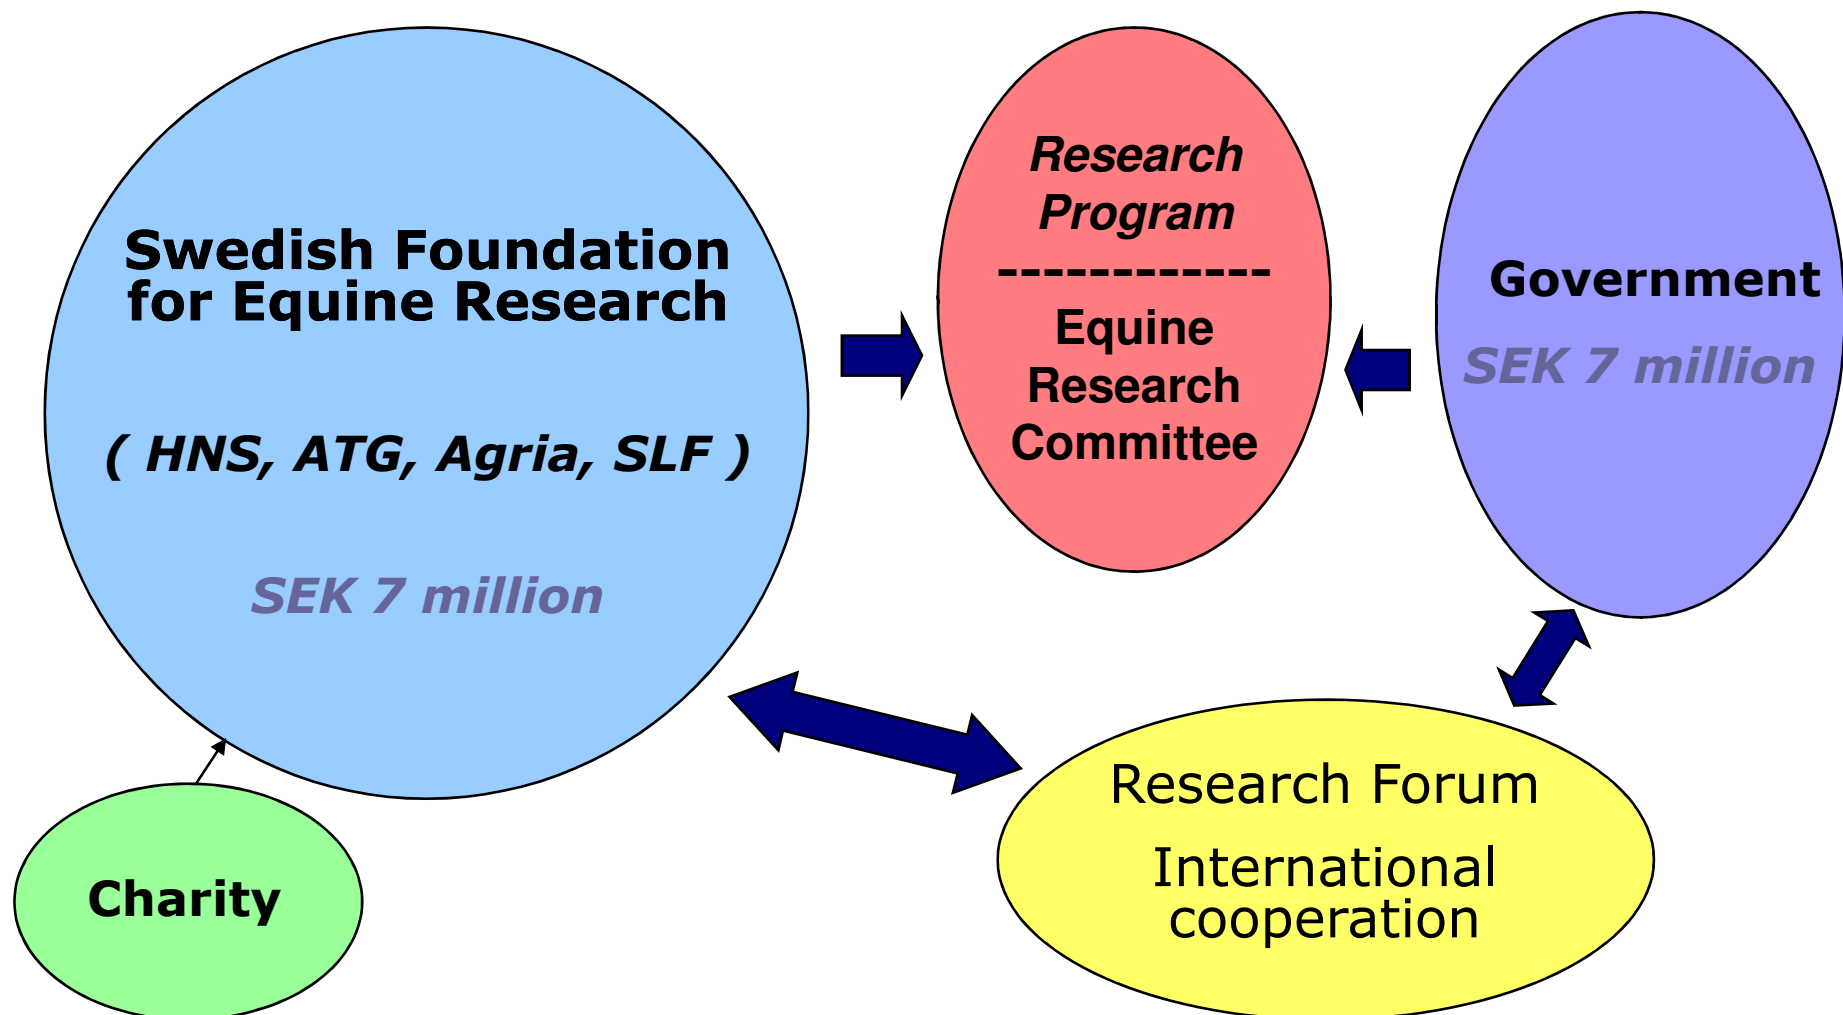 Swedish Foundation
for Equine Research
( HNS, ATG, Agria, SLF )
SEK 7 million
Research
Program
------------
Equine
Research
Committee
Government
SEK 7 million
Charity
Research Forum
International
cooperation